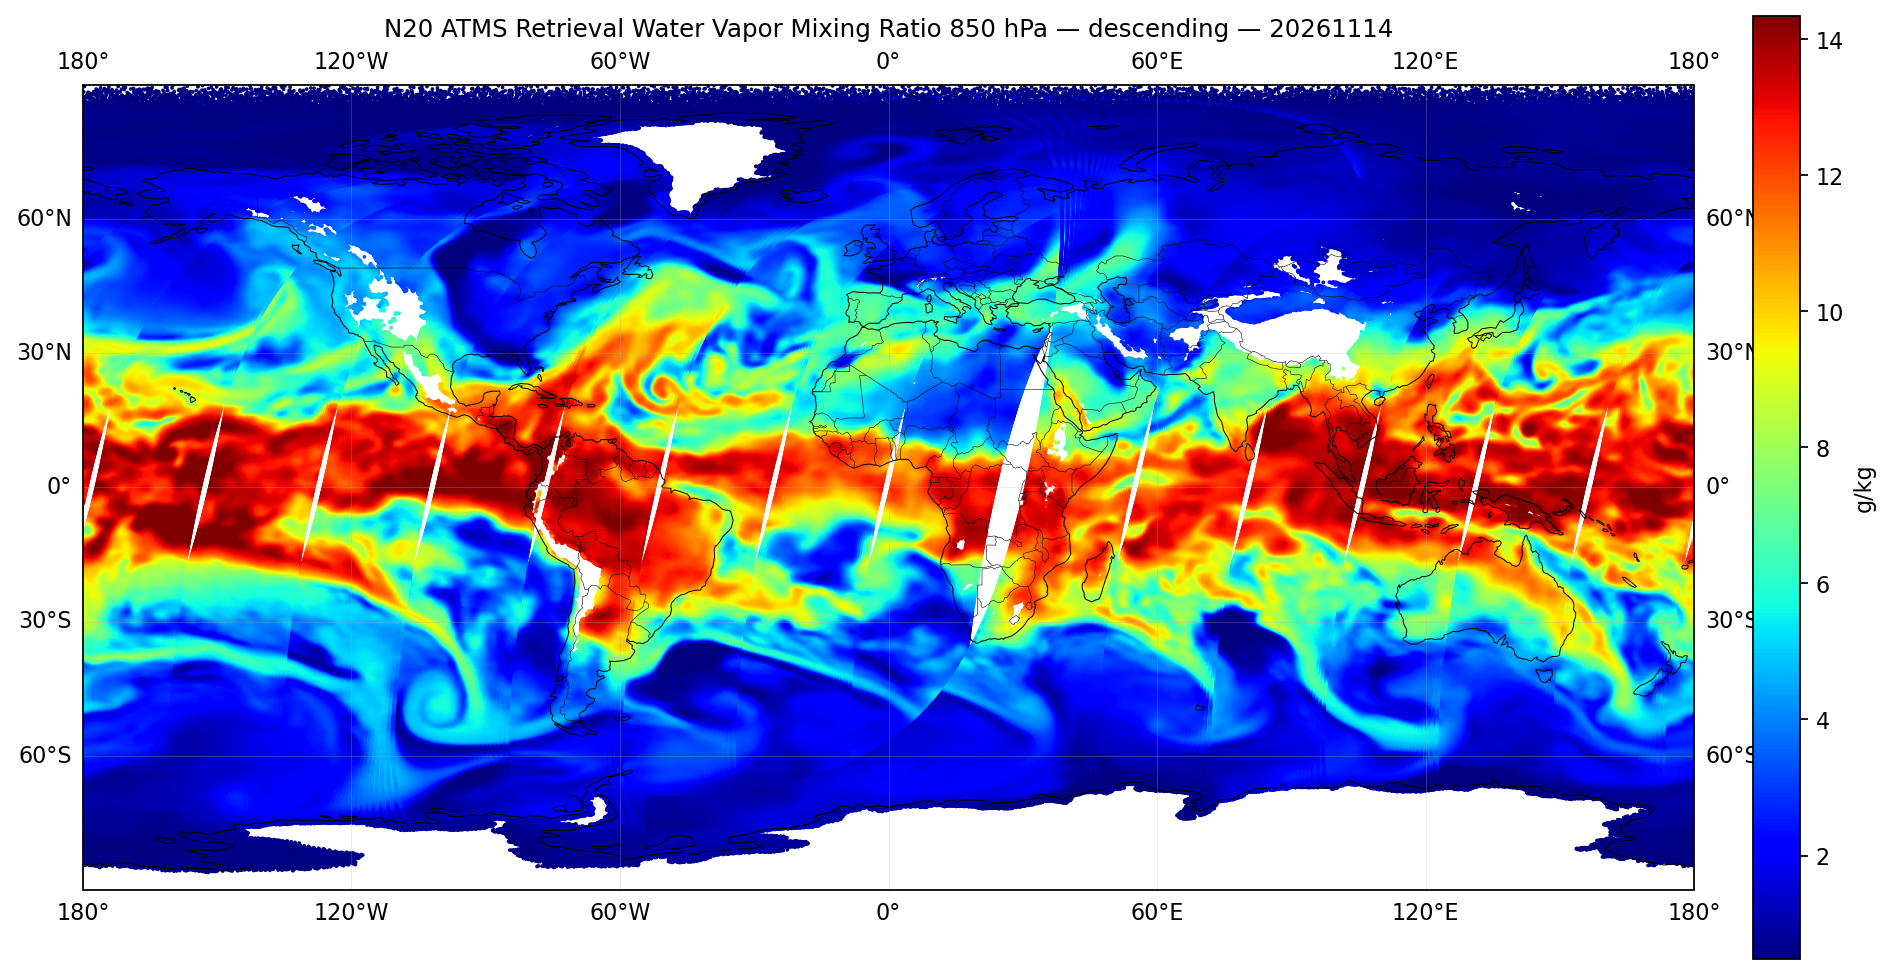 N20 ATMS Retrieval Water Vapor Mixing Ratio 850 hPa — descending — 20261114
180° 120°W 60°W 0° 60°E 120°E 180°
60°N 60°N
30°N 30°N
0° 0°
30°S 30°S
60°S 60°S
180° 120°W 60°W 0° 60°E 120°E 180°
14
12
10
8
6
4
2
g/kg